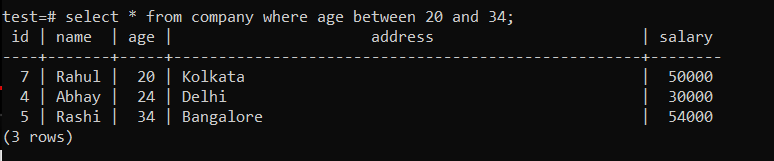 test=# select * from company where age between 20 and 34;
 id | name  | age |                      address                       | salary
----+-------+-----+----------------------------------------------------+--------
  7 | Rahul |  20 | Kolkata                                            |  50000
  4 | Abhay |  24 | Delhi                                              |  30000
  5 | Rashi |  34 | Bangalore                                          |  54000
(3 rows)